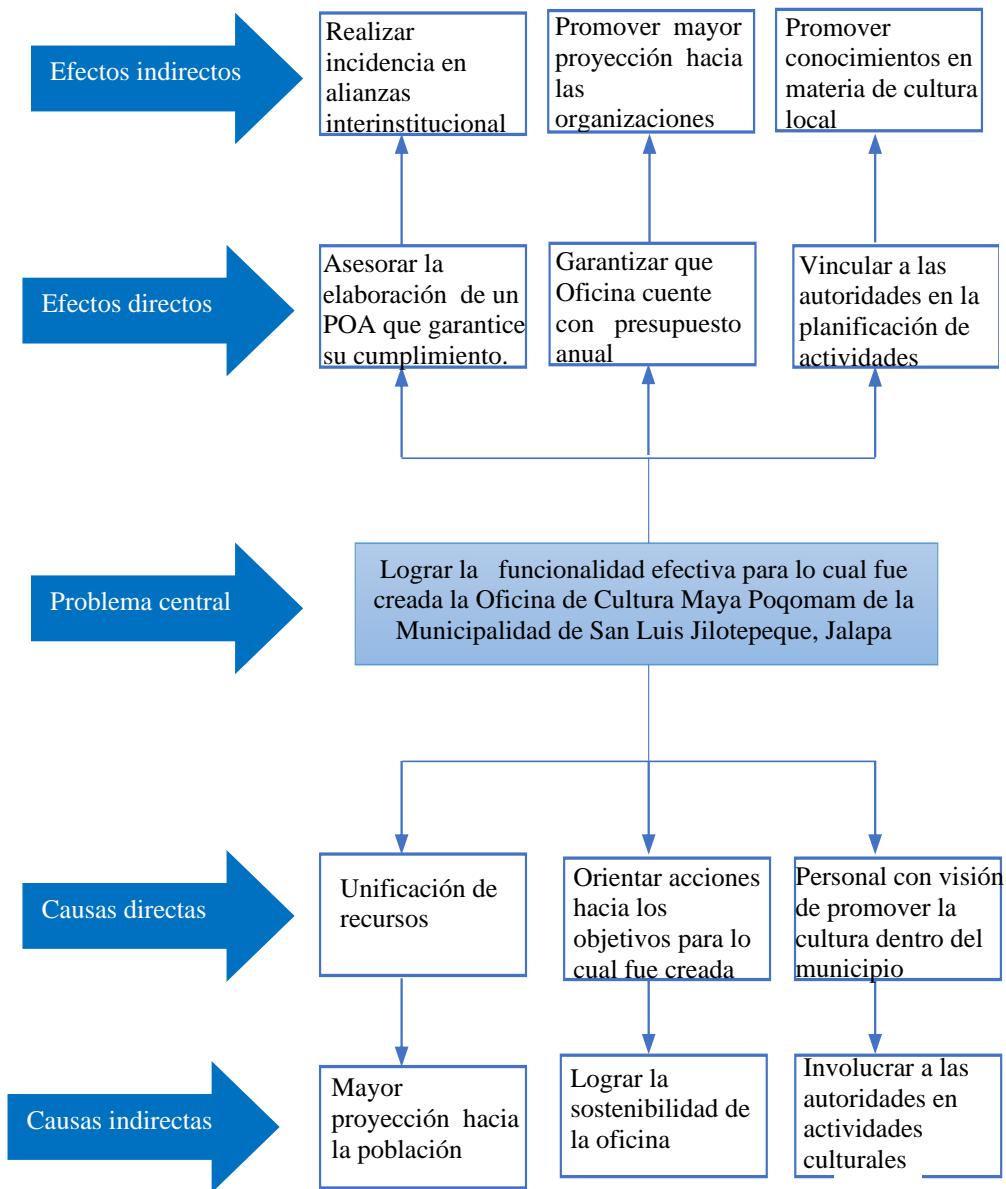 Efectos indirectos
Realizar
incidencia en
alianzas
interinstitucional
Promover mayor
proyección hacia
las
organizaciones
Promover
conocimientos en
materia de cultura
local
Efectos directos
Asesorar la
elaboración de un
POA que garantice
su cumplimiento.
Garantizar que
Oficina cuente
con presupuesto
anual
Vincular a las
autoridades en la
planificación de
actividades
Problema central
Lograr la funcionalidad efectiva para lo cual fue
creada la Oficina de Cultura Maya Poqomam de la
Municipalidad de San Luis Jilotepeque, Jalapa
Causas directas
Unificación de
recursos
Orientar acciones
hacia los
objetivos para lo
cual fue creada
Personal con visión
de promover la
cultura dentro del
municipio
Causas indirectas
Mayor
proyección hacia
la población
Lograr la
sostenibilidad de
la oficina
Involucrar a las
autoridades en
actividades
culturales